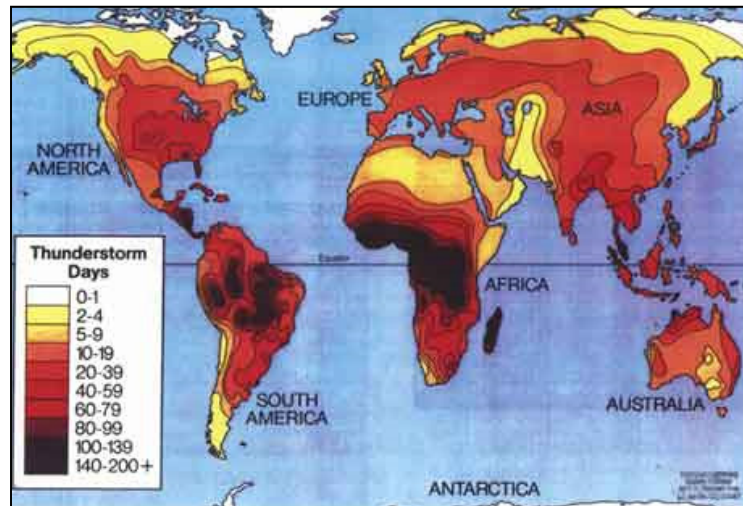 EUROPE
ASIA
NORTH
AMERICA
Thunderstorm
Days
0-1
2-4
5-9
10-19
20-39
40-59
60-79
80-99
100-139
140-200+
Equator
AFRICA
SOUTH
AMERICA
AUSTRALIA
ANTARCTICA